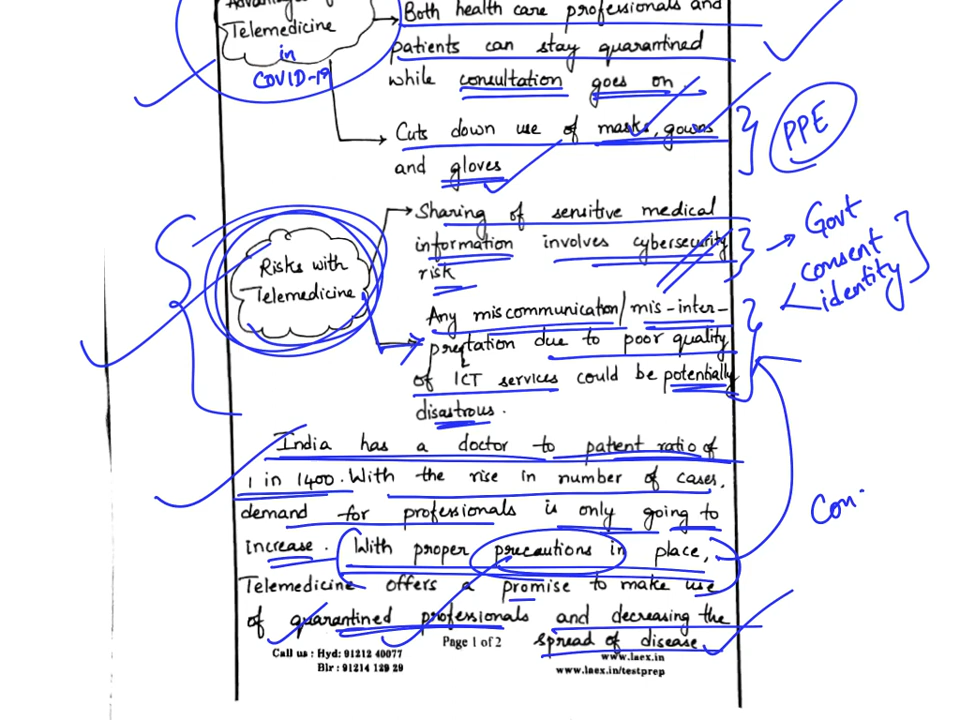 Advantages of
Telemedicine
in
COVID-19
Both health care professionals and
patients can stay quarantined
while consultation goes on
Cuts down use of masks, gowns
and gloves
PPE
Risks with
Telemedicine
Sharing of sensitive medical
information involves cybersecurity
risk
Govt
consent
identity
Any miscommunication / mis-inter-
pretation due to poor quality
of ICT services could be potentially
disastrous.
India has a doctor to patient ratio of
1 in 1400. With the rise in number of cases,
demand for professionals is only going to
increase. With proper precautions in place,
Telemedicine offers a promise to make use
of quarantined professionals and decreasing the
spread of disease.
Con
Call us : Hyd: 91212 40077
Blr : 91214 129 29
Page 1 of 2
www.laex.in
www.laex.in/testprep